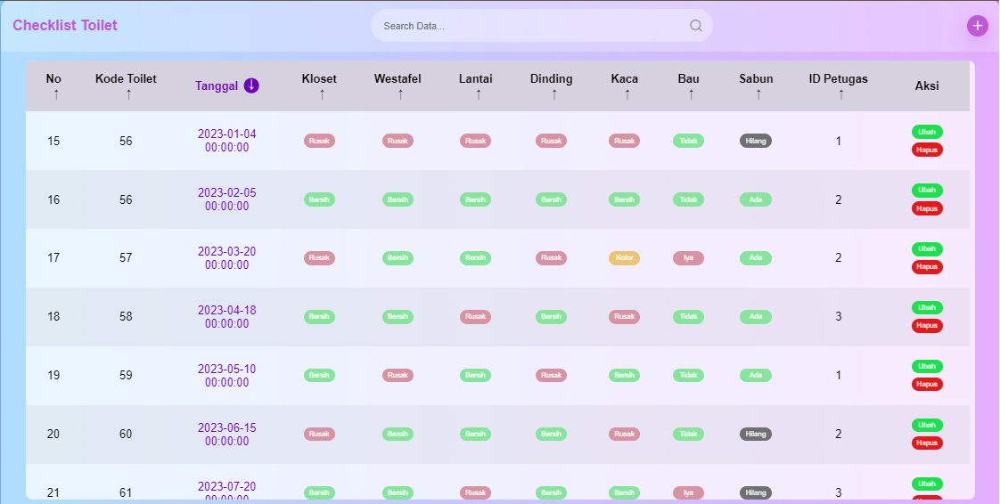 Checklist Toilet
Search Data...
No ↑ Kode Toilet ↑ Tanggal ↓ Kloset ↑ Westafel ↑ Lantai ↑ Dinding ↑ Kaca ↑ Bau ↑ Sabun ↑ ID Petugas ↑ Aksi
15 56 2023-01-04 00:00:00 Rusak Rusak Rusak Rusak Rusak Tidak Hilang 1 Ubah Hapus
16 56 2023-02-05 00:00:00 Bersih Bersih Bersih Bersih Bersih Tidak Ada 2 Ubah Hapus
17 57 2023-03-20 00:00:00 Rusak Bersih Bersih Rusak Kotor Iya Ada 2 Ubah Hapus
18 58 2023-04-18 00:00:00 Bersih Bersih Rusak Bersih Rusak Tidak Ada 3 Ubah Hapus
19 59 2023-05-10 00:00:00 Bersih Rusak Bersih Rusak Bersih Tidak Ada 1 Ubah Hapus
20 60 2023-06-15 00:00:00 Rusak Bersih Bersih Bersih Rusak Tidak Hilang 2 Ubah Hapus
21 61 2023-07-20 00:00:00 Bersih Bersih Rusak Bersih Bersih Iya Hilang 3 Ubah